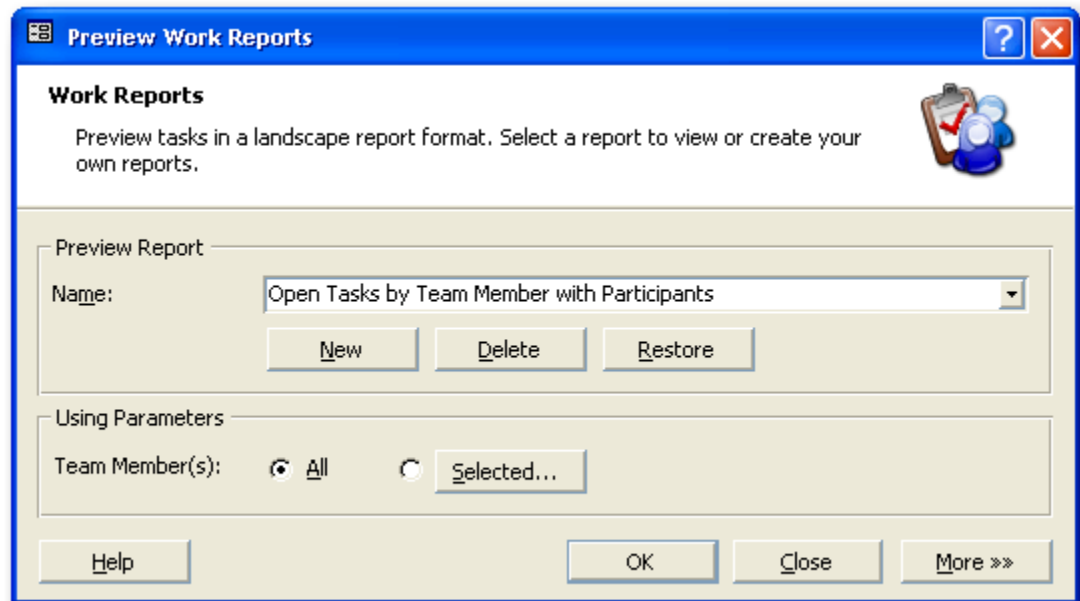 Preview Work Reports
Work Reports
Preview tasks in a landscape report format. Select a report to view or create your
own reports.
Preview Report
Name:
Open Tasks by Team Member with Participants
New
Delete
Restore
Using Parameters
Team Member(s):
All
Selected...
Help
OK
Close
More »»